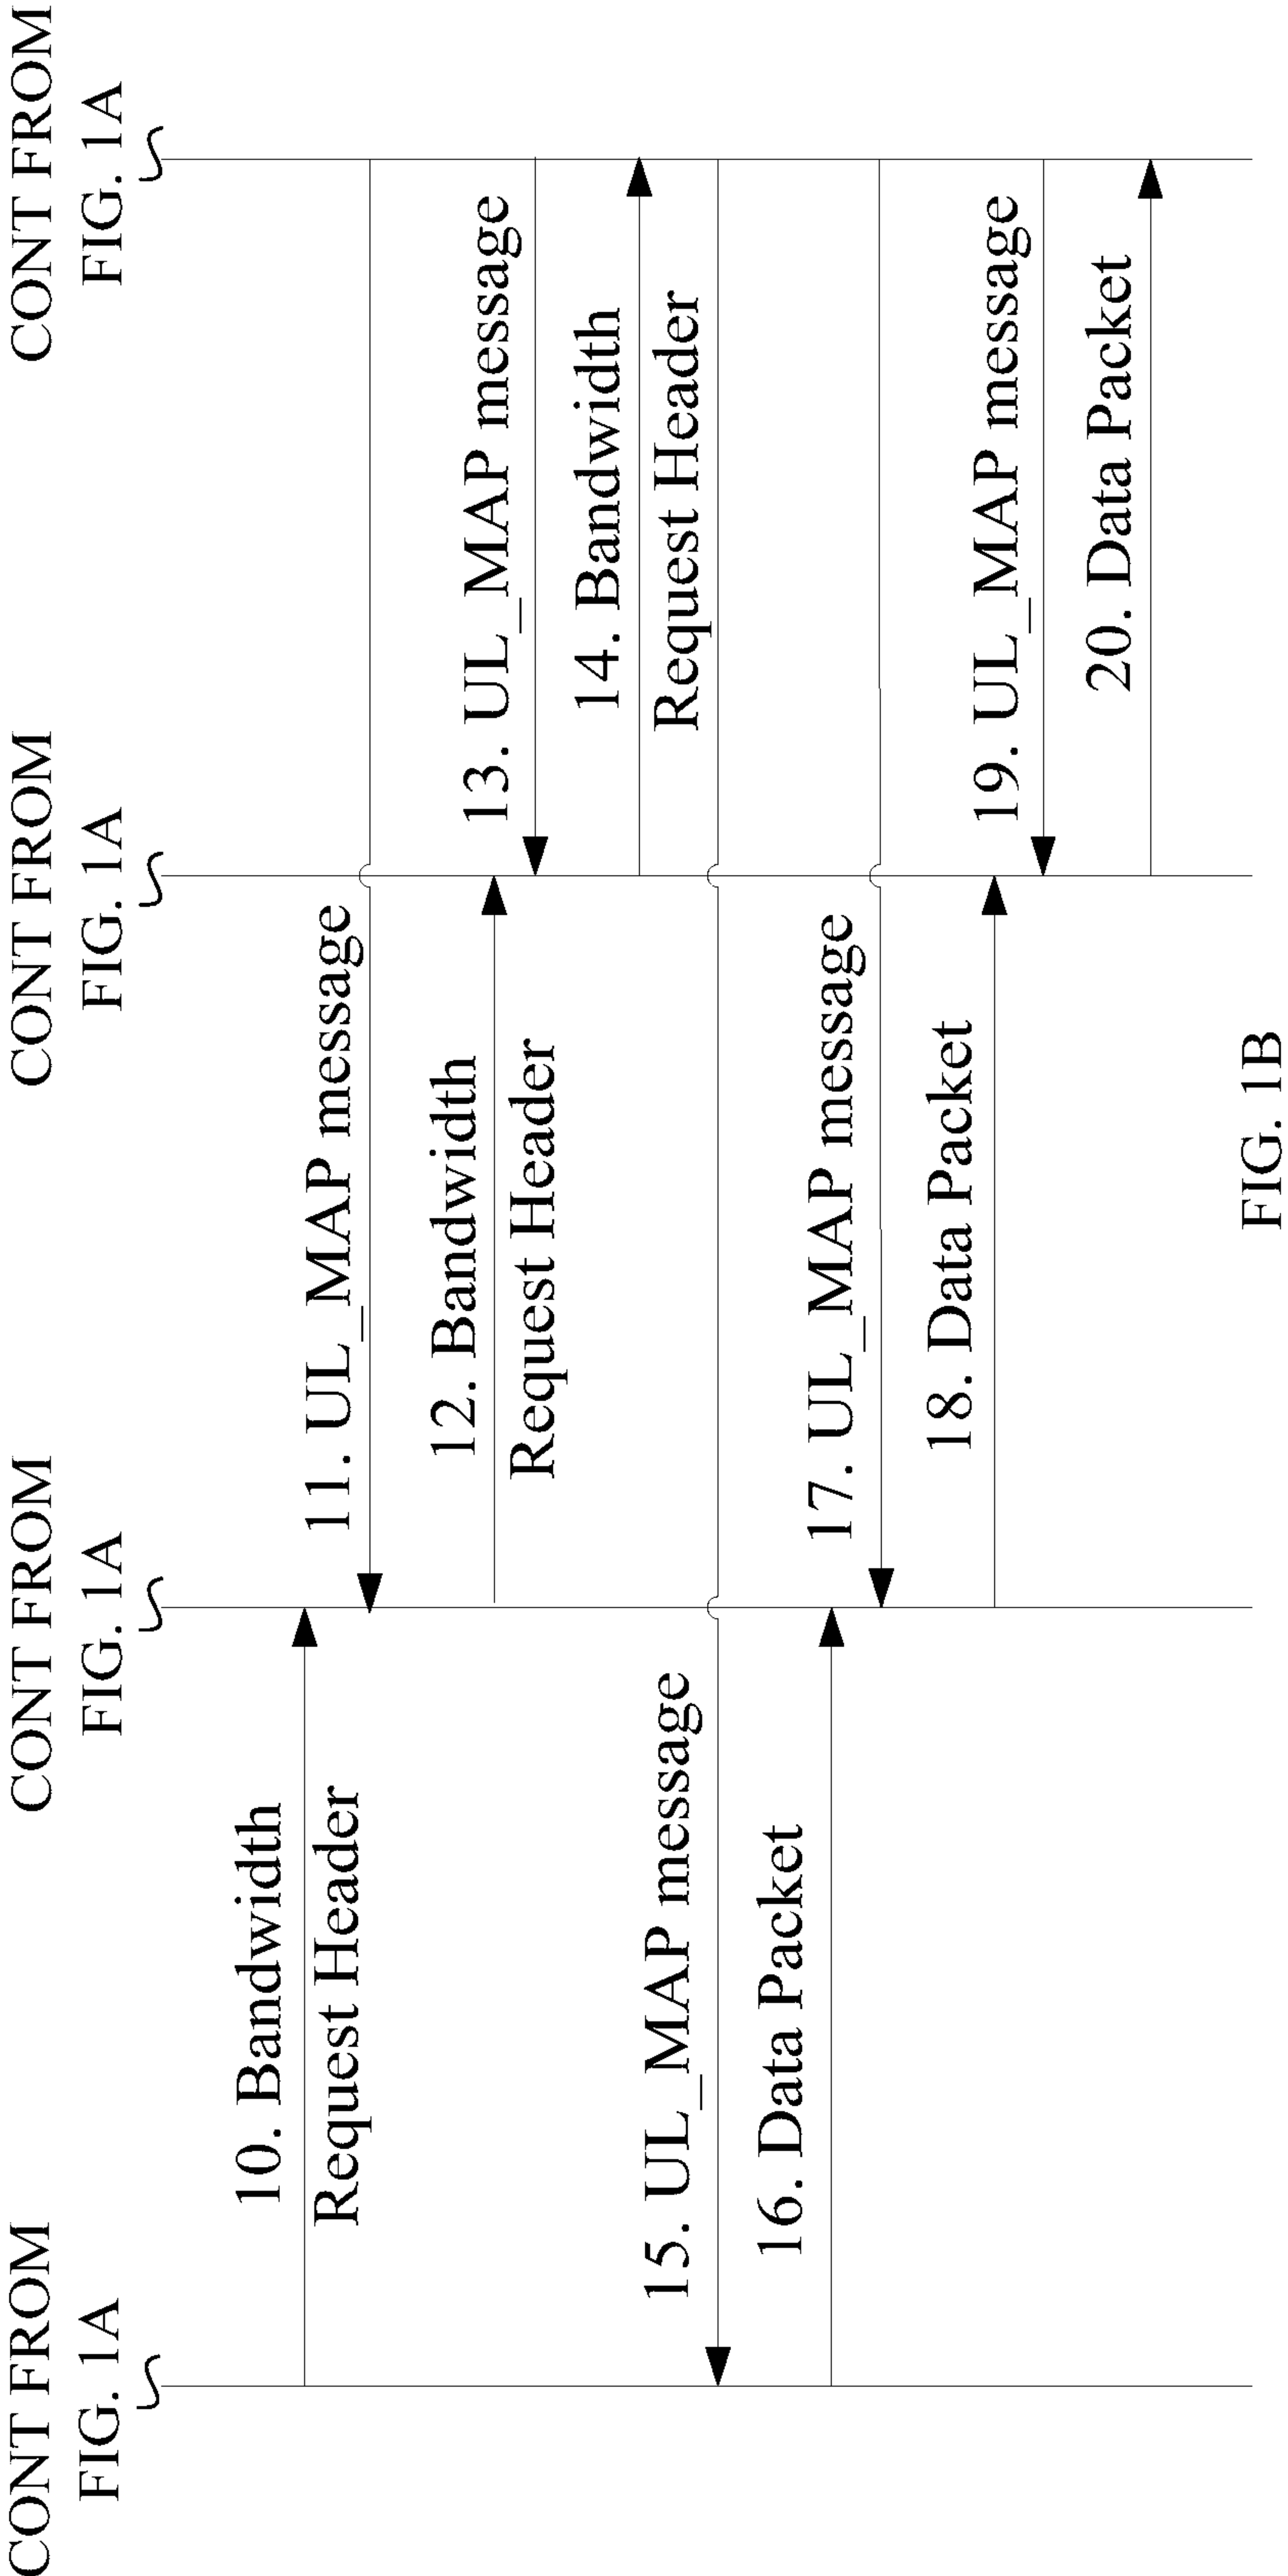 CONT FROM
FIG. 1A
CONT FROM
FIG. 1A
CONT FROM
FIG. 1A
CONT FROM
FIG. 1A
10. Bandwidth
Request Header
11. UL_MAP message
12. Bandwidth
Request Header
13. UL_MAP message
14. Bandwidth
Request Header
15. UL_MAP message
16. Data Packet
17. UL_MAP message
18. Data Packet
19. UL_MAP message
20. Data Packet
FIG. 1B